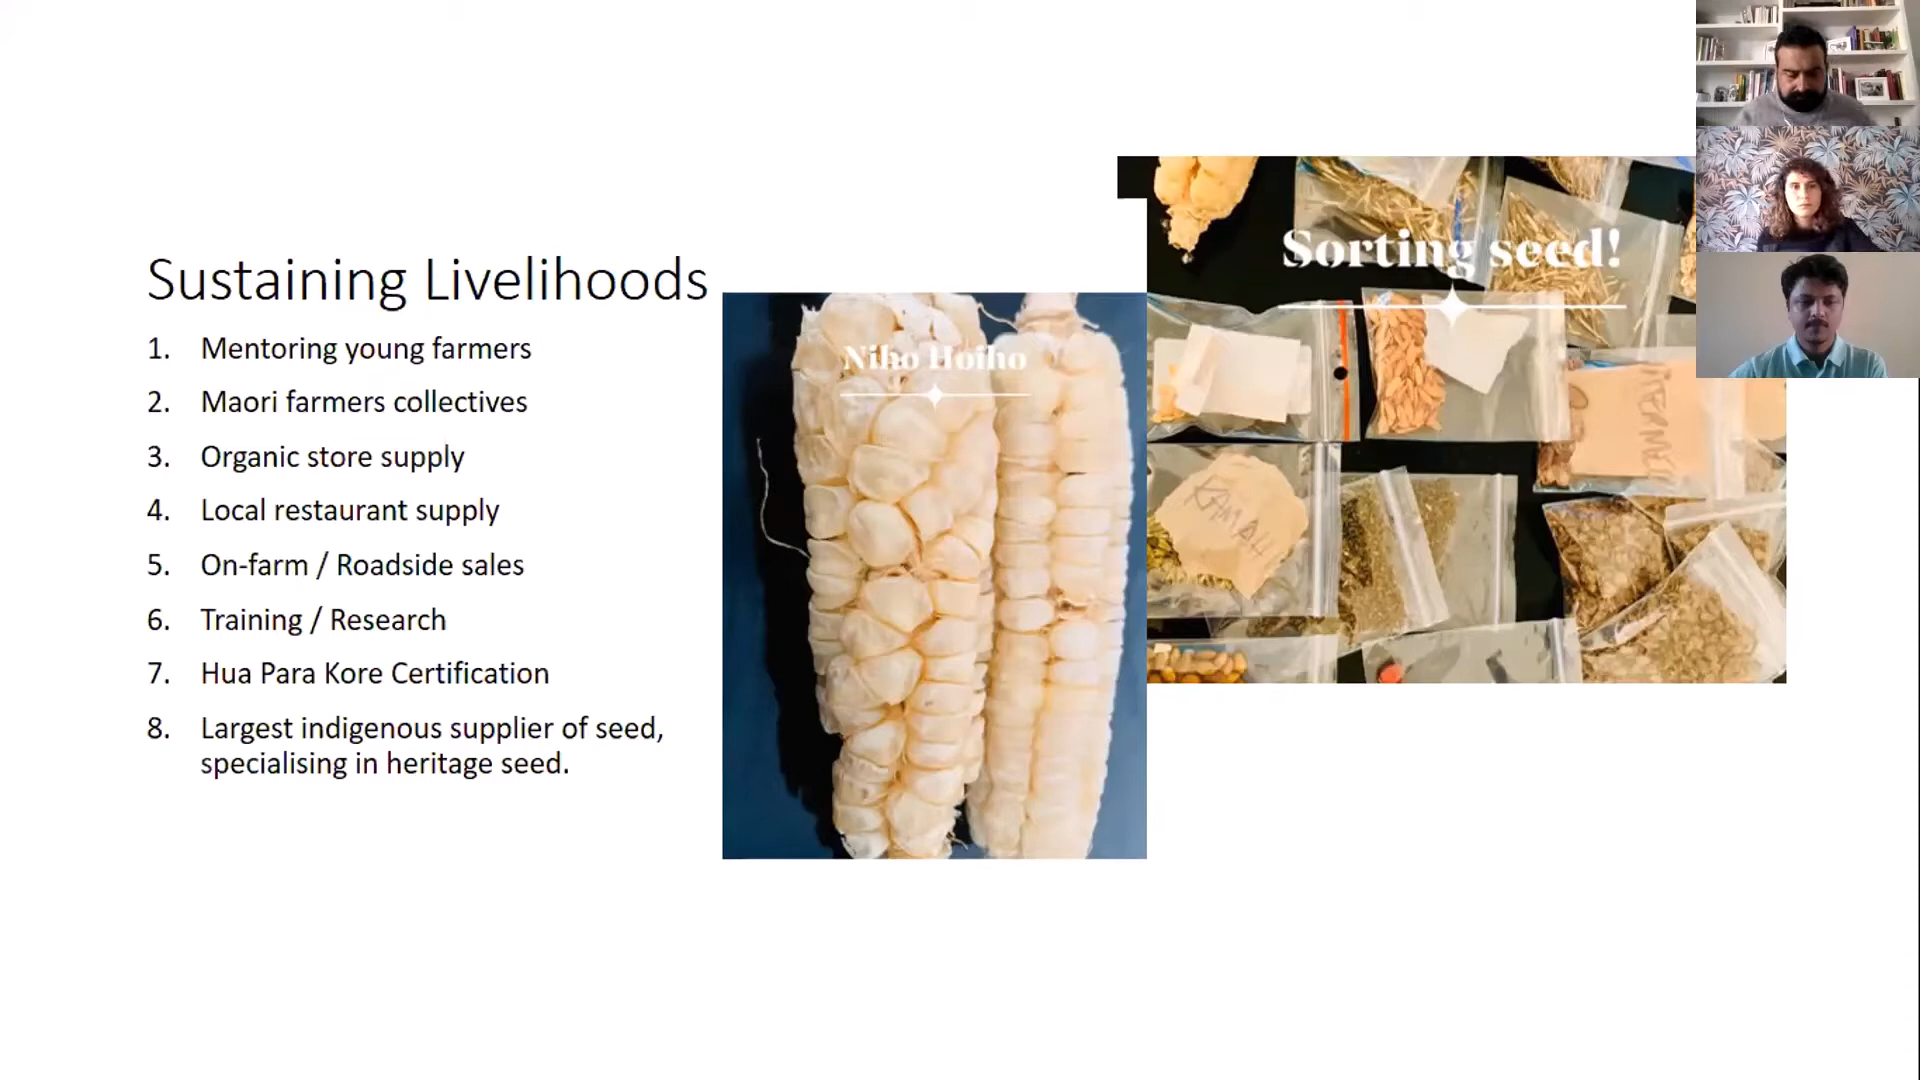 Sustaining Livelihoods
1. Mentoring young farmers
2. Maori farmers collectives
3. Organic store supply
4. Local restaurant supply
5. On-farm / Roadside sales
6. Training / Research
7. Hua Para Kore Certification
8. Largest indigenous supplier of seed,
specialising in heritage seed.
Niho Hoiho
Sorting seed!